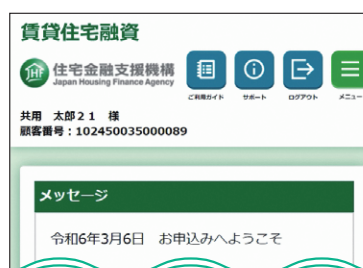 賃貸住宅融資
JHF 住宅金融支援機構
Japan Housing Finance Agency
ご利用ガイド サポート ログアウト メニュー
共用 太郎21 様
顧客番号:102450035000089
メッセージ
令和6年3月6日 お申込みへようこそ